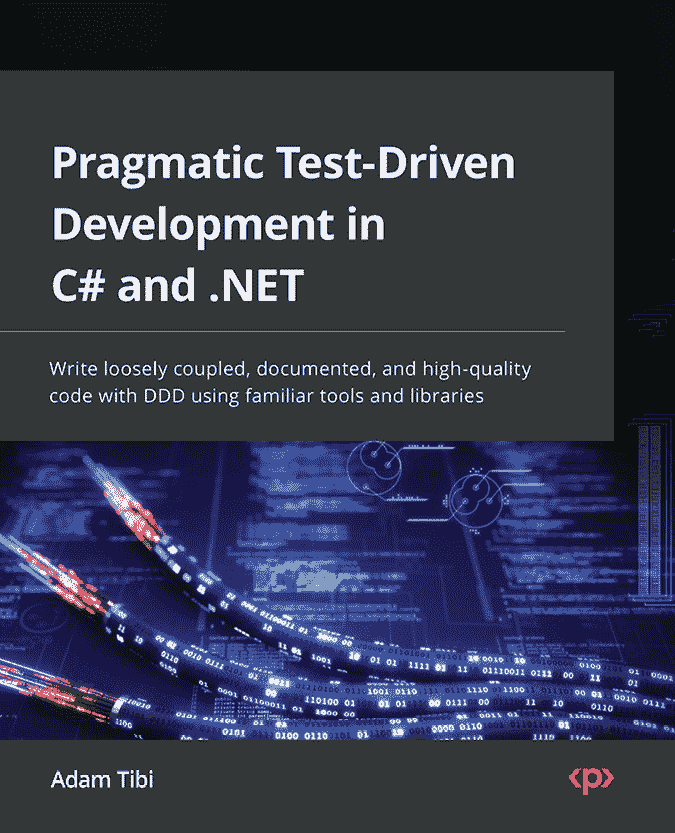 Pragmatic Test-Driven
Development in
C# and .NET
Write loosely coupled, documented, and high-quality
code with DDD using familiar tools and libraries
Adam Tibi
<p>